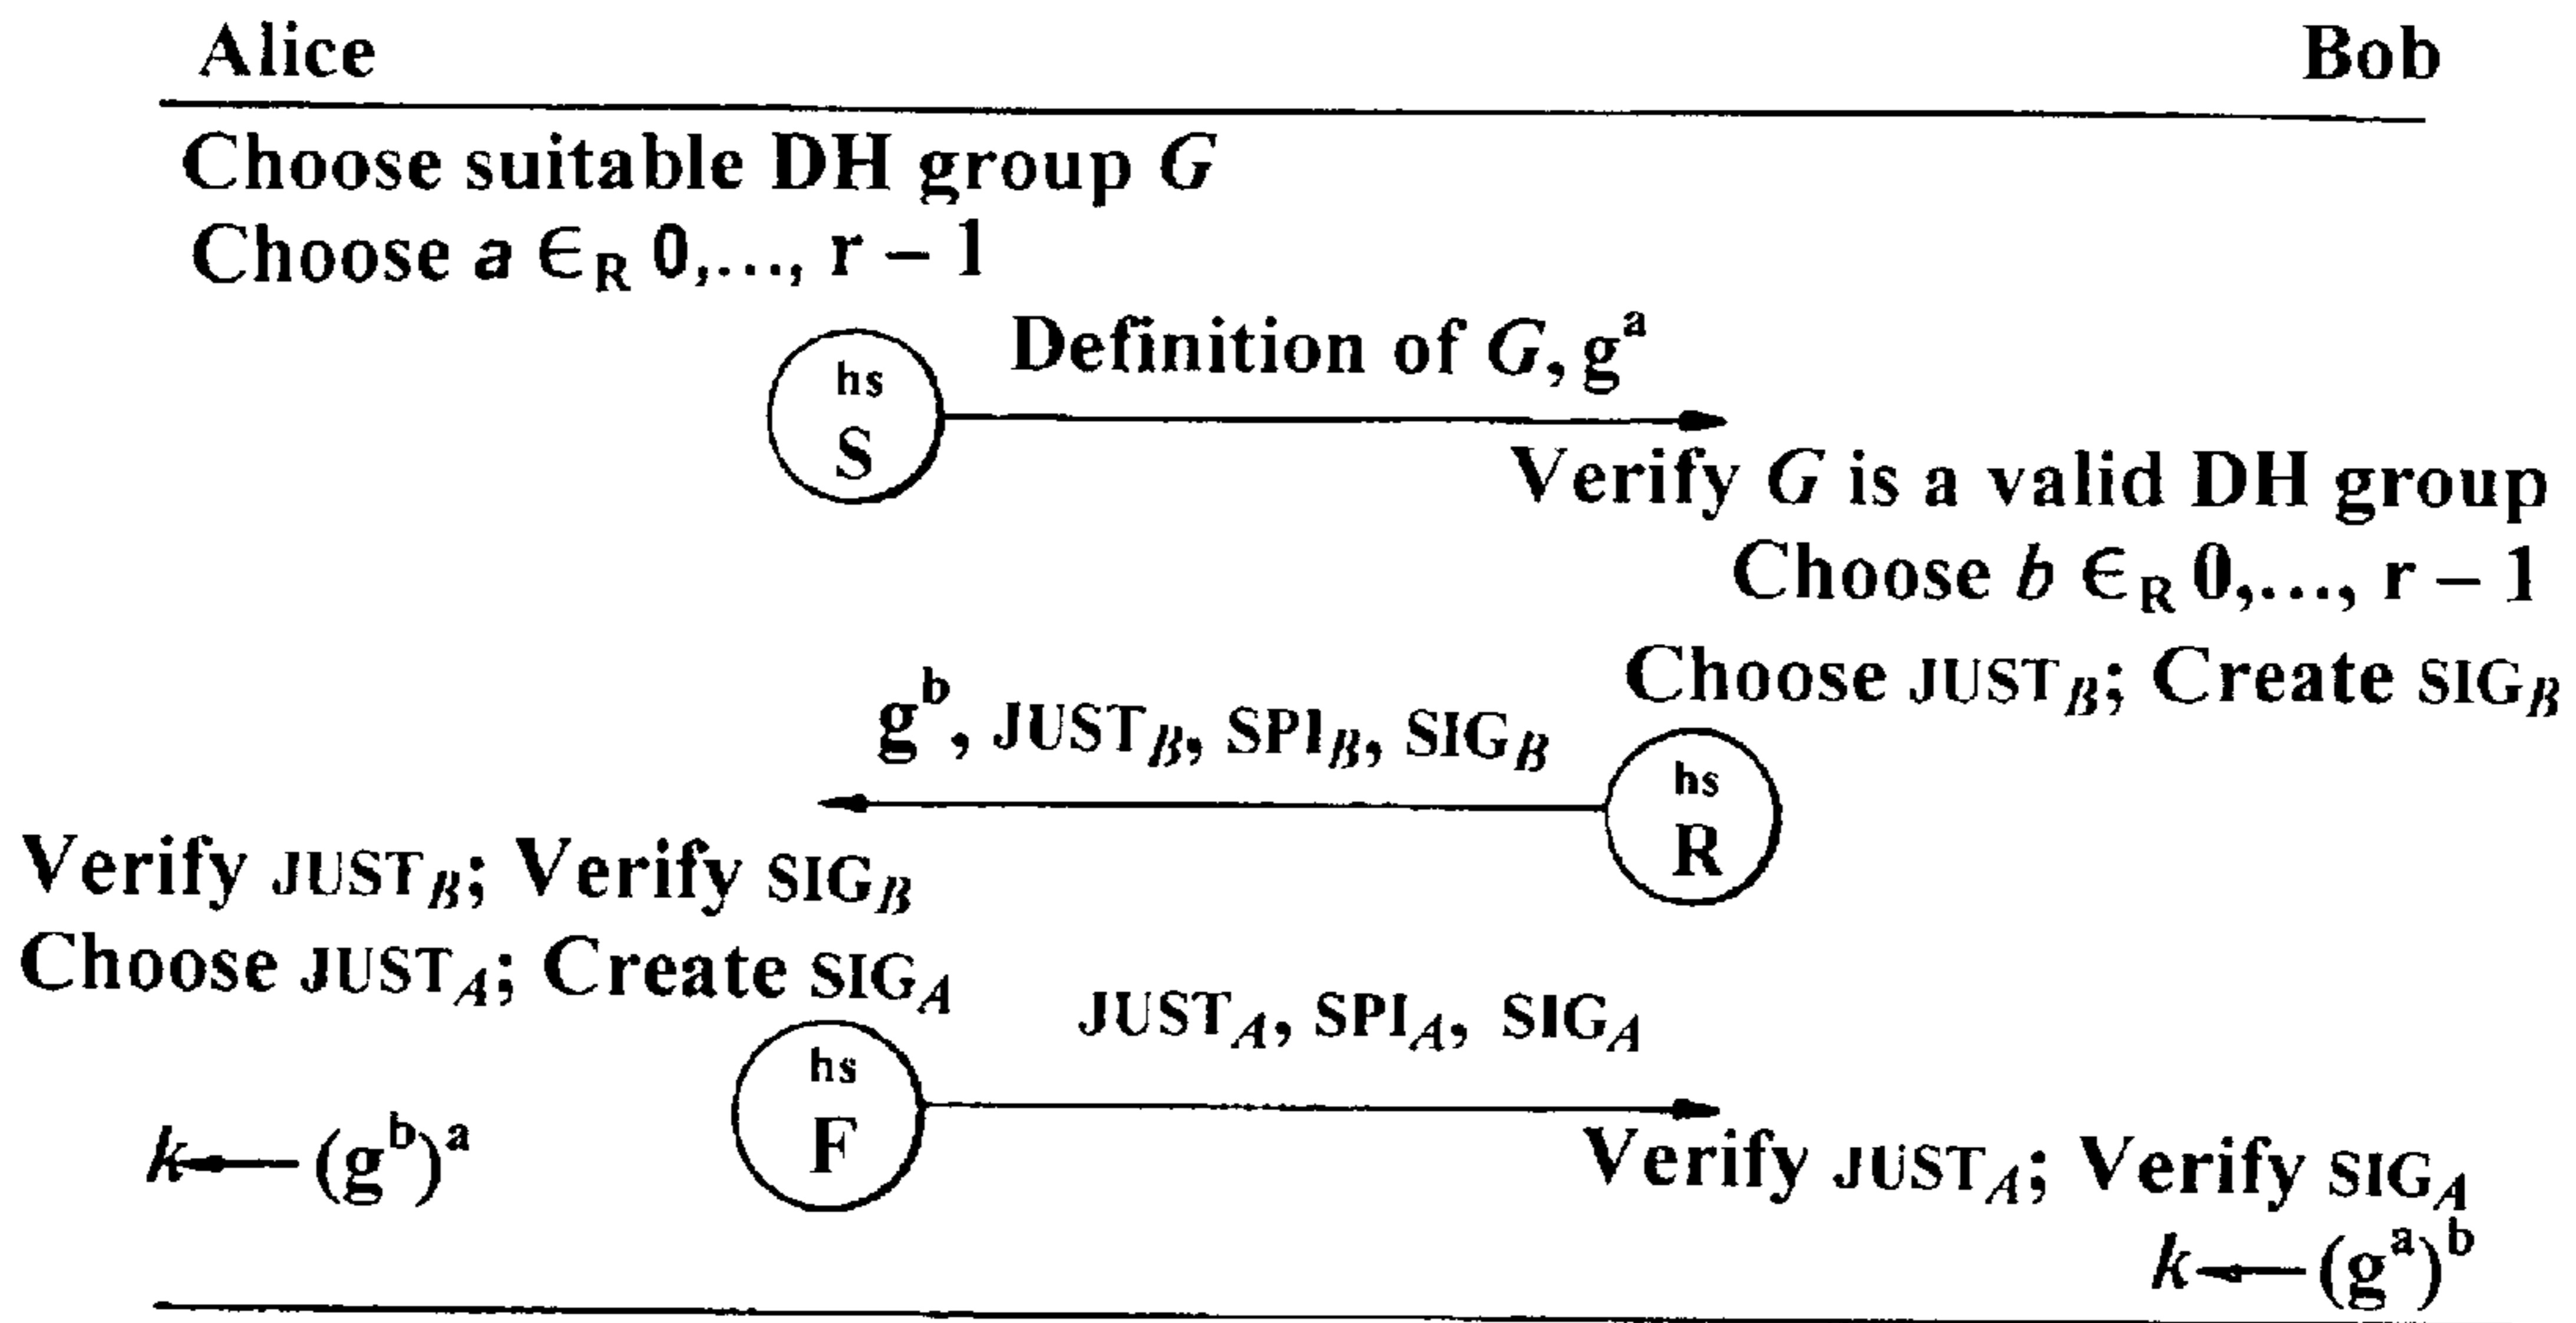 Alice Bob
Choose suitable DH group G
Choose a ∈R 0,..., r – 1
Definition of G, g^a
hs
S
Verify G is a valid DH group
Choose b ∈R 0,..., r – 1
Choose JUST_B; Create SIG_B
g^b, JUST_B, SPI_B, SIG_B
hs
R
Verify JUST_B; Verify SIG_B
Choose JUST_A; Create SIG_A
JUST_A, SPI_A, SIG_A
hs
F
k ← (g^b)^a
Verify JUST_A; Verify SIG_A
k ← (g^a)^b